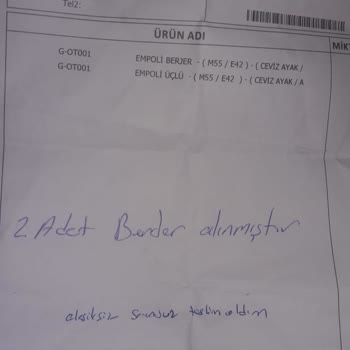 Tel2:
ÜRÜN ADI
MİK
G-OT001 EMPOLİ BERJER - ( M55 / E42 ) - ( CEVİZ AYAK /
G-OT001 EMPOLİ ÜÇLÜ - ( M55 / E42 ) - ( CEVİZ AYAK / A
2 Adet Berder alınmıştır
eksiksiz sorunsuz teslim aldım